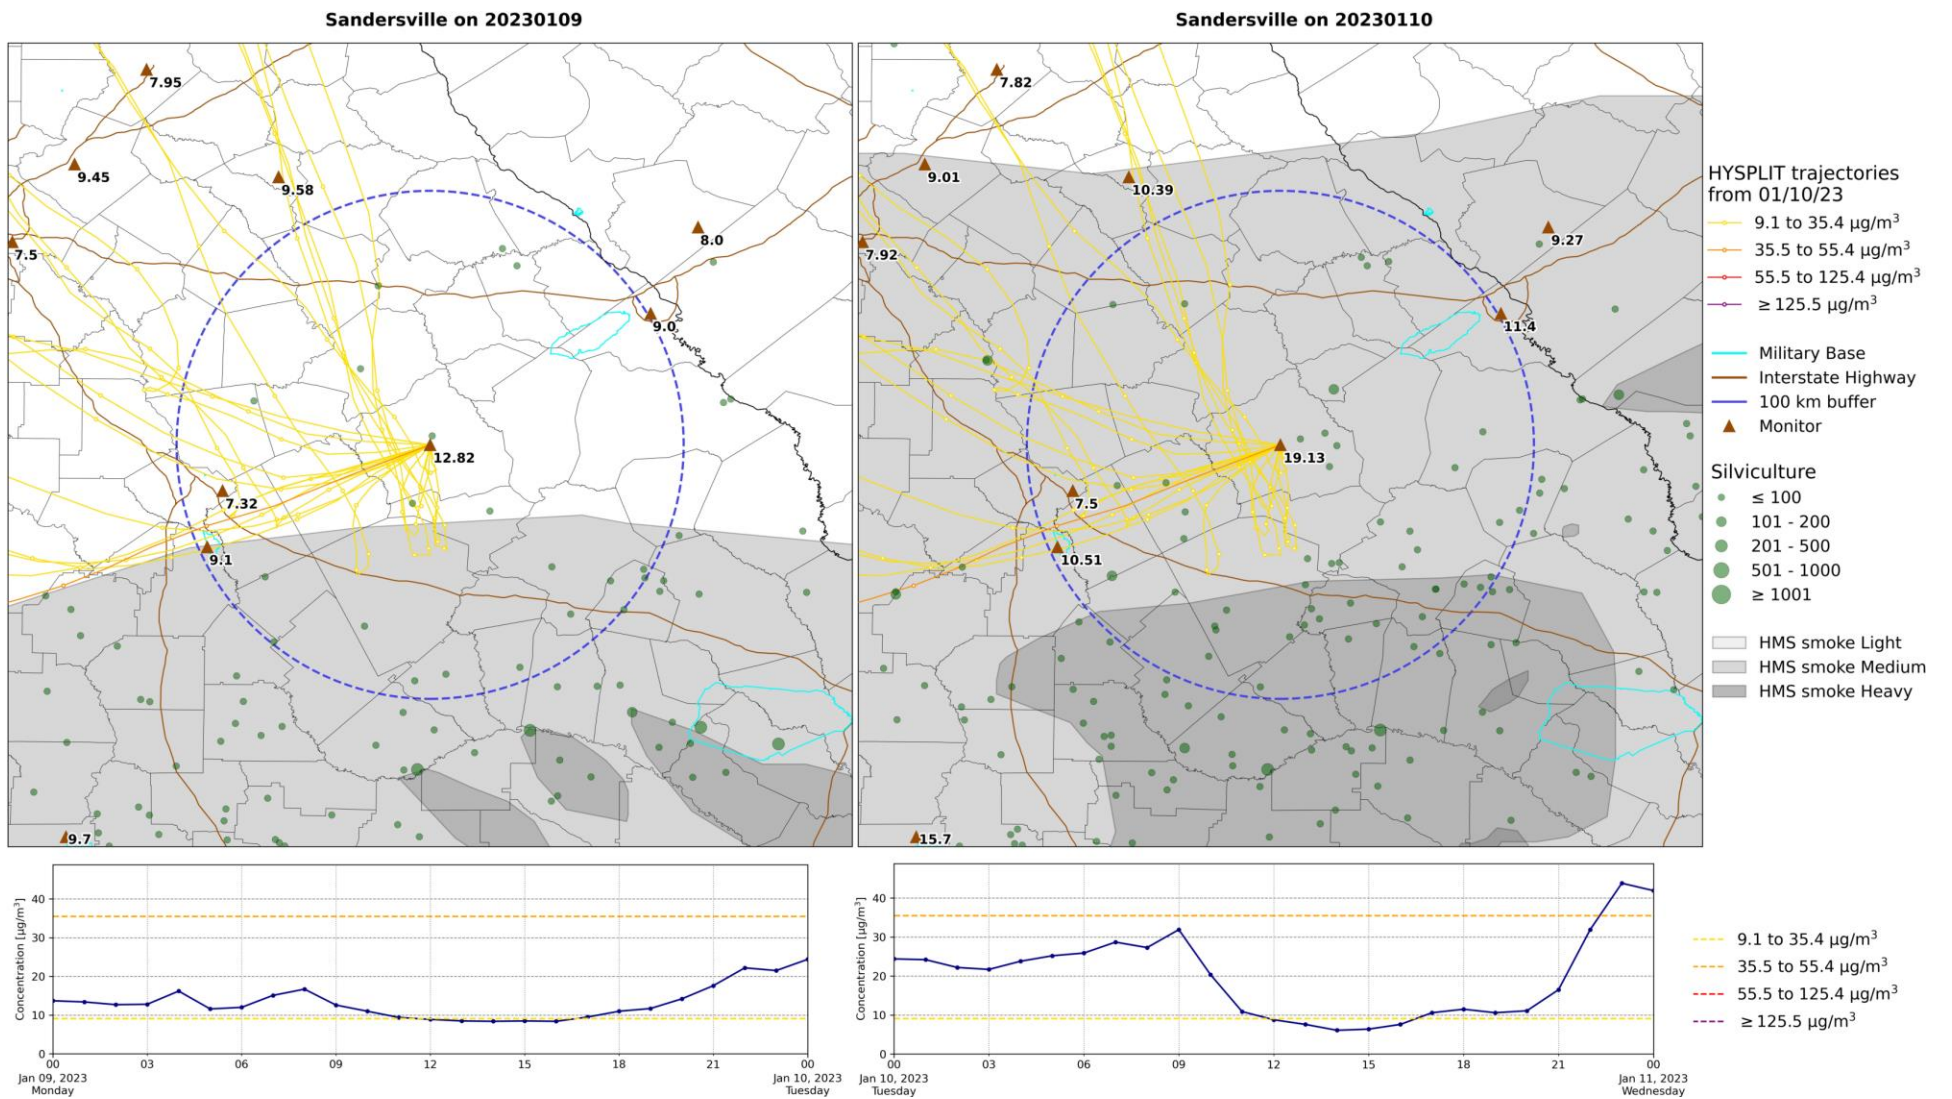 Sandersville on 20230109
Sandersville on 20230110
7.95
9.45
9.58
7.5
8.0
9.0
12.82
7.32
9.1
9.7
7.82
9.01
10.39
7.92
9.27
11.4
19.13
7.5
10.51
15.7
HYSPLIT trajectories
from 01/10/23
9.1 to 35.4 µg/m³
35.5 to 55.4 µg/m³
55.5 to 125.4 µg/m³
≥ 125.5 µg/m³
Military Base
Interstate Highway
100 km buffer
Monitor
Silviculture
≤ 100
101 - 200
201 - 500
501 - 1000
≥ 1001
HMS smoke Light
HMS smoke Medium
HMS smoke Heavy
Concentration [µg/m³]
40
30
20
10
0
00 03 06 09 12 15 18 21 00
Jan 09, 2023 Jan 10, 2023
Monday Tuesday
Concentration [µg/m³]
40
30
20
10
0
00 03 06 09 12 15 18 21 00
Jan 10, 2023 Jan 11, 2023
Tuesday Wednesday
9.1 to 35.4 µg/m³
35.5 to 55.4 µg/m³
55.5 to 125.4 µg/m³
≥ 125.5 µg/m³